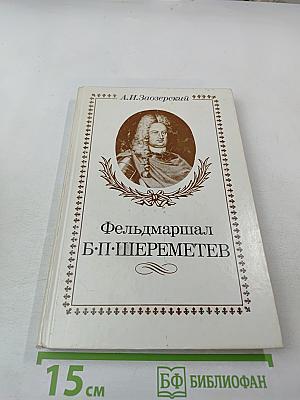 А.И.Заозерский
Фельдмаршал
Б·П·ШЕРЕМЕТЕВ
15 см
БФ БИБЛИОФАН